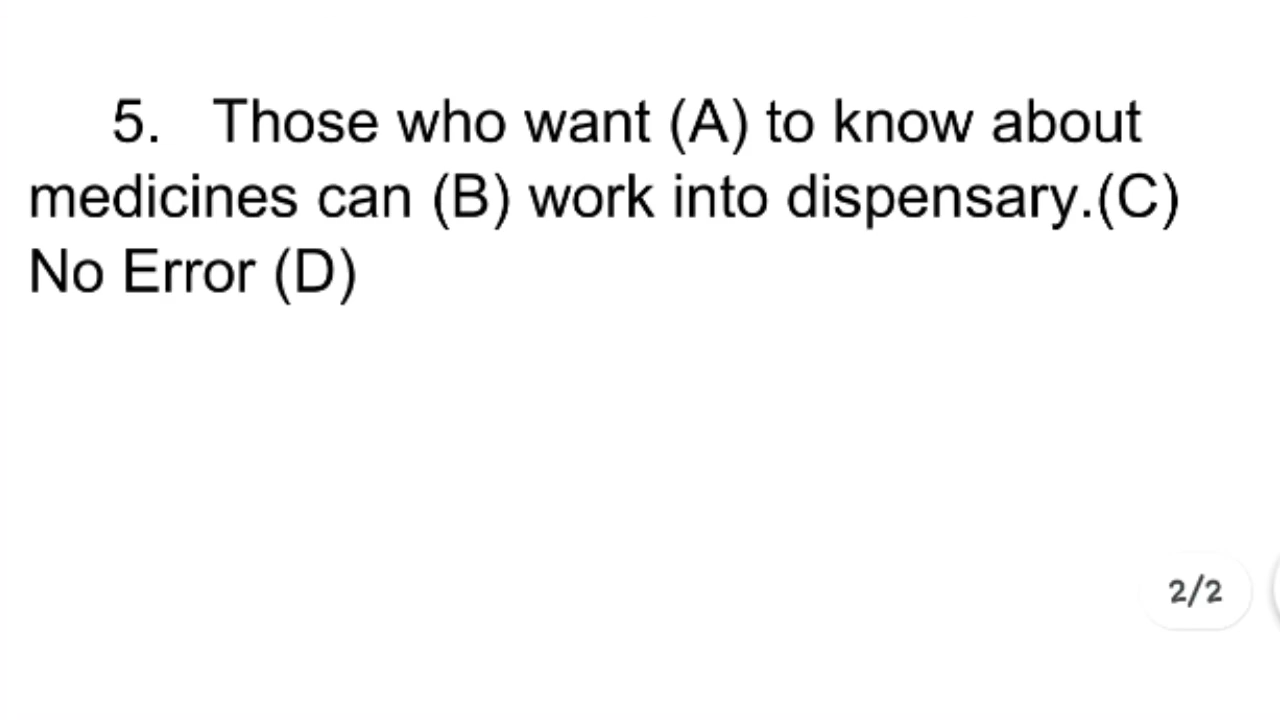 5. Those who want (A) to know about
medicines can (B) work into dispensary.(C)
No Error (D)
2/2